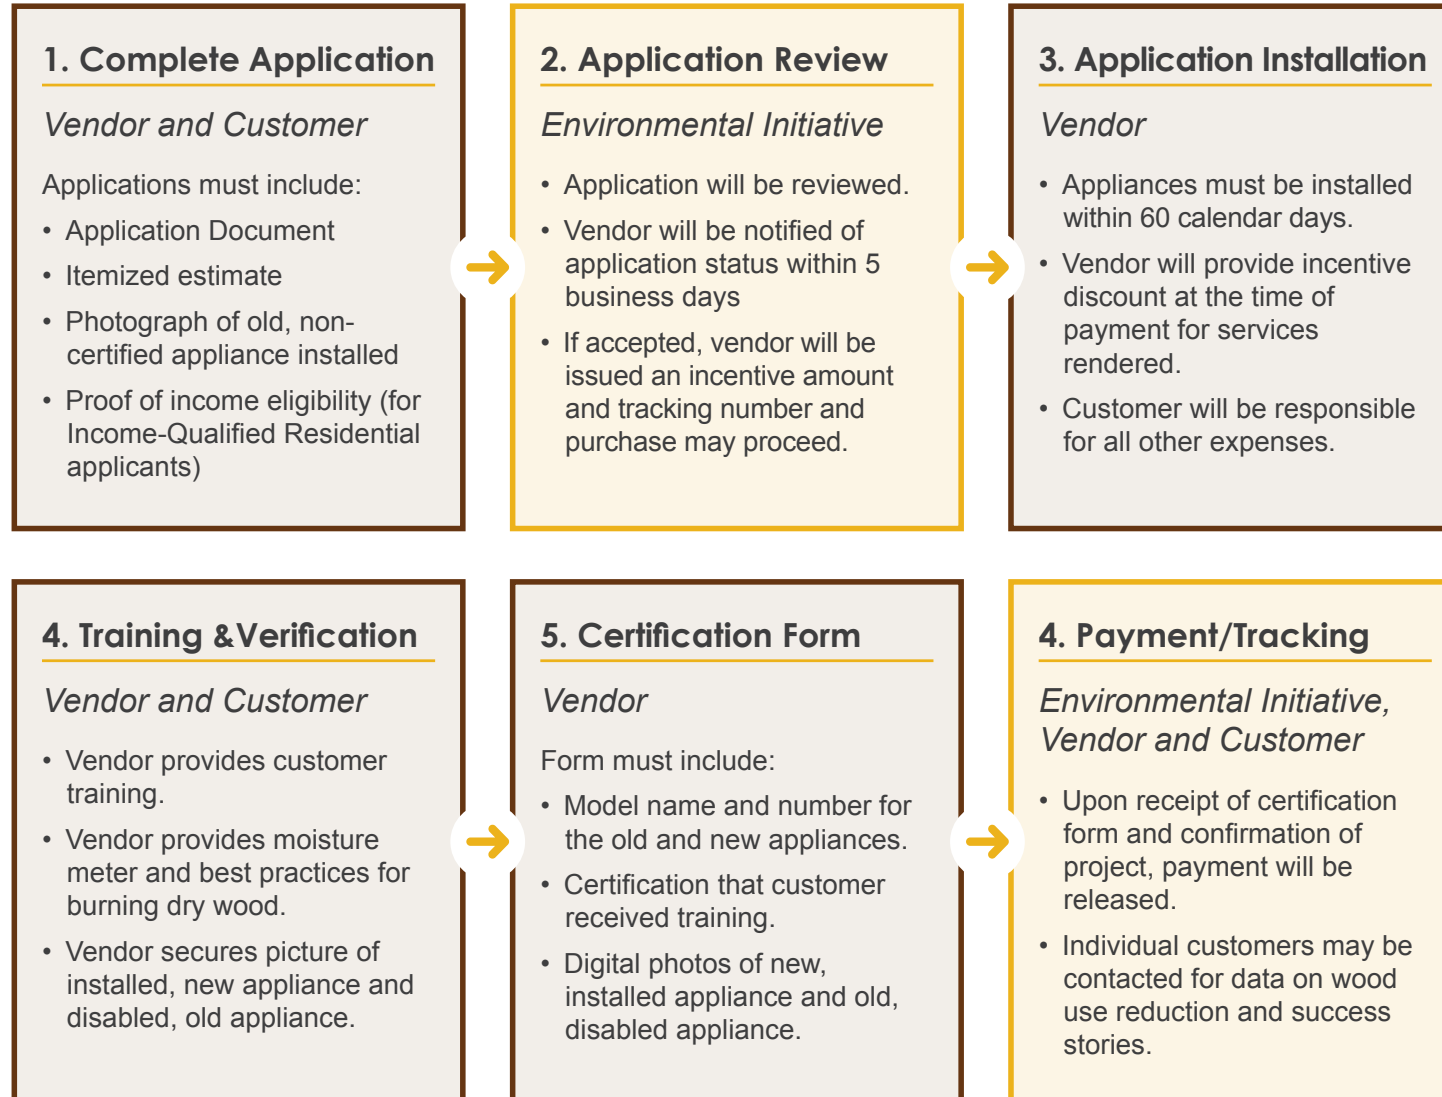 1. Complete Application
Vendor and Customer
Applications must include:
• Application Document
• Itemized estimate
• Photograph of old, non-
certified appliance installed
• Proof of income eligibility (for
Income-Qualified Residential
applicants)
2. Application Review
Environmental Initiative
• Application will be reviewed.
• Vendor will be notified of
application status within 5
business days
• If accepted, vendor will be
issued an incentive amount
and tracking number and
purchase may proceed.
3. Application Installation
Vendor
• Appliances must be installed
within 60 calendar days.
• Vendor will provide incentive
discount at the time of
payment for services
rendered.
• Customer will be responsible
for all other expenses.
4. Training &Verification
Vendor and Customer
• Vendor provides customer
training.
• Vendor provides moisture
meter and best practices for
burning dry wood.
• Vendor secures picture of
installed, new appliance and
disabled, old appliance.
5. Certification Form
Vendor
Form must include:
• Model name and number for
the old and new appliances.
• Certification that customer
received training.
• Digital photos of new,
installed appliance and old,
disabled appliance.
4. Payment/Tracking
Environmental Initiative,
Vendor and Customer
• Upon receipt of certification
form and confirmation of
project, payment will be
released.
• Individual customers may be
contacted for data on wood
use reduction and success
stories.